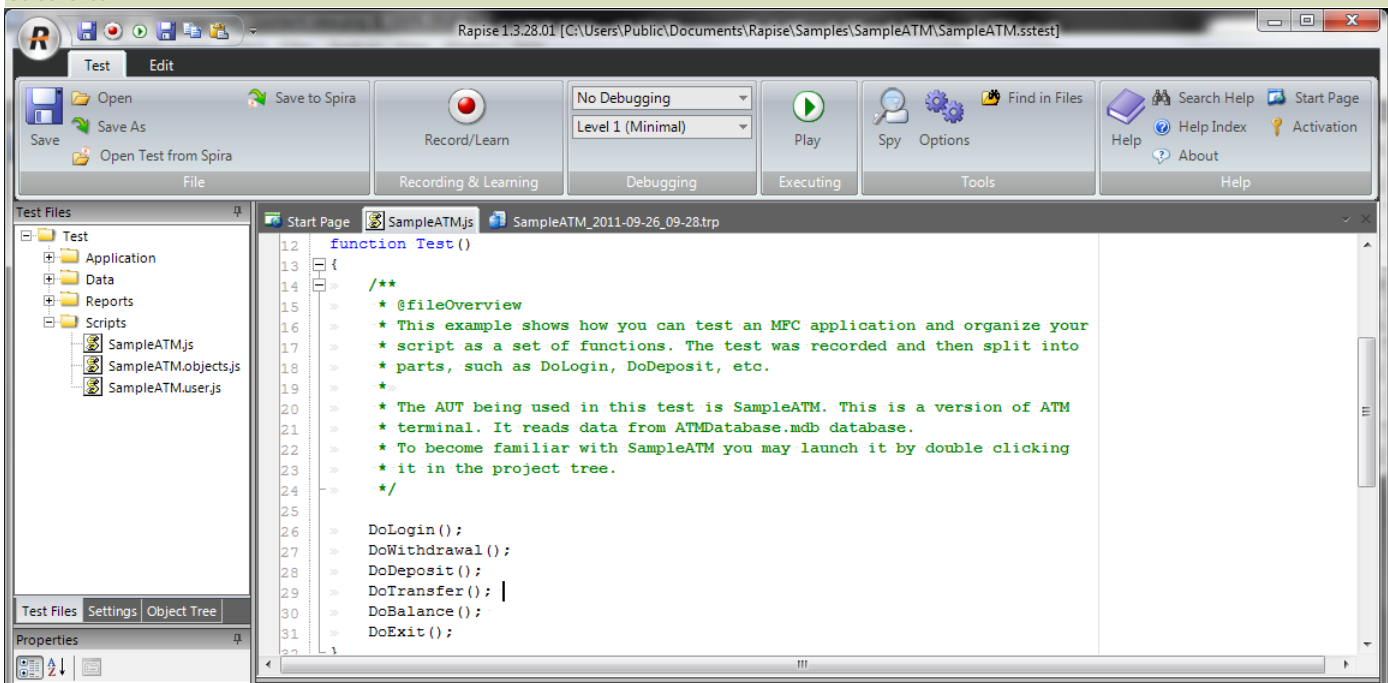 Rapise 1.3.28.01 [C:\Users\Public\Documents\Rapise\Samples\SampleATM\SampleATM.sstest]
R
Test Edit
Save
Open
Save As
Open Test from Spira
Save to Spira
File
Record/Learn
Recording & Learning
No Debugging
Level 1 (Minimal)
Debugging
Play
Executing
Spy
Options
Find in Files
Tools
Help
Search Help
Help Index
About
Start Page
Activation
Help
Test Files
Test
Application
Data
Reports
Scripts
SampleATM.js
SampleATM.objects.js
SampleATM.user.js
Test Files Settings Object Tree
Properties
Start Page SampleATM.js SampleATM_2011-09-26_09-28.trp
12 function Test()
13 {
14 /**
15 * @fileOverview
16 * This example shows how you can test an MFC application and organize your
17 * script as a set of functions. The test was recorded and then split into
18 * parts, such as DoLogin, DoDeposit, etc.
19 *
20 * The AUT being used in this test is SampleATM. This is a version of ATM
21 * terminal. It reads data from ATMDatabase.mdb database.
22 * To become familiar with SampleATM you may launch it by double clicking
23 * it in the project tree.
24 */
25
26 DoLogin();
27 DoWithdrawal();
28 DoDeposit();
29 DoTransfer();
30 DoBalance();
31 DoExit();
32 }